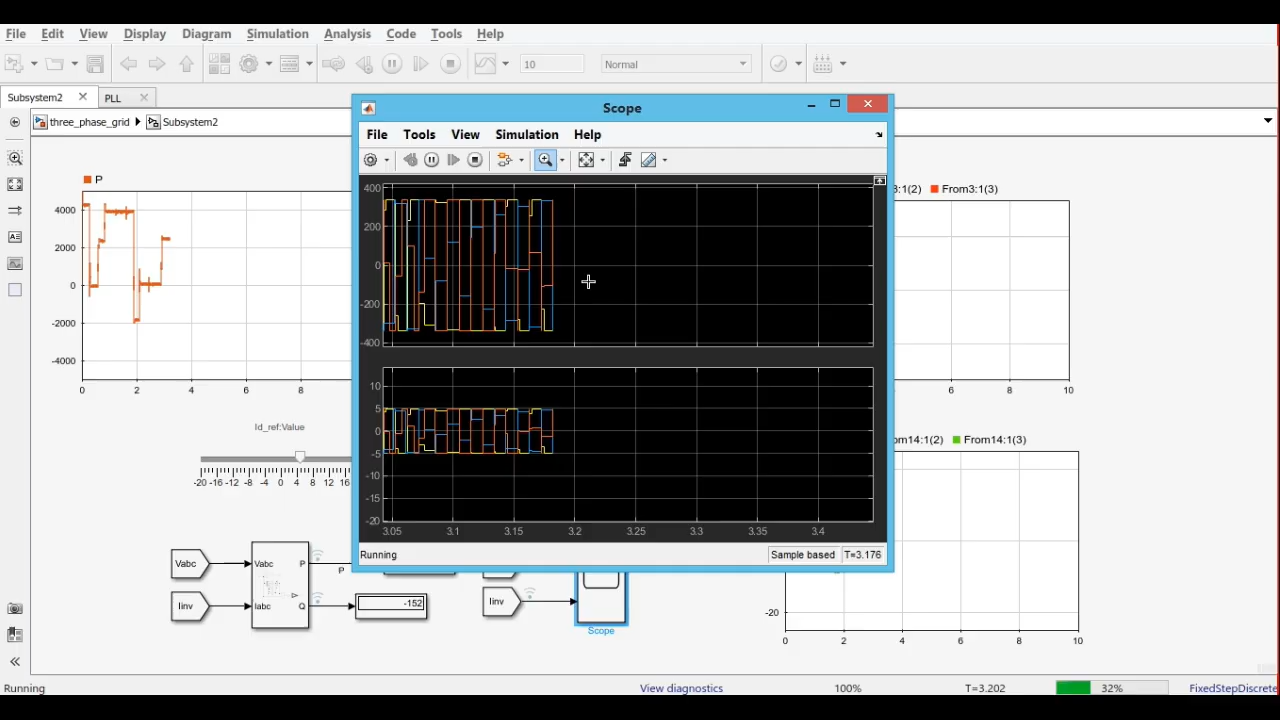 File Edit View Display Diagram Simulation Analysis Code Tools Help
10 Normal
Subsystem2 PLL
three_phase_grid Subsystem2
Scope
File Tools View Simulation Help
P
4000
2000
0
-2000
-4000
0 2 4 6 8
Id_ref:Value
-20 -16 -12 -8 -4 0 4 8 12 16
400
200
0
-200
-400
10
5
0
-5
-10
-15
-20
3.05 3.1 3.15 3.2 3.25 3.3 3.35 3.4
Running Sample based T=3.176
3:1(2) From3:1(3)
6 8 10
om14:1(2) From14:1(3)
-20
0 2 4 6 8 10
Vabc Vabc P P
Iinv Iabc Q -152
Iinv
Scope
Running View diagnostics 100% T=3.202 32% FixedStepDiscrete